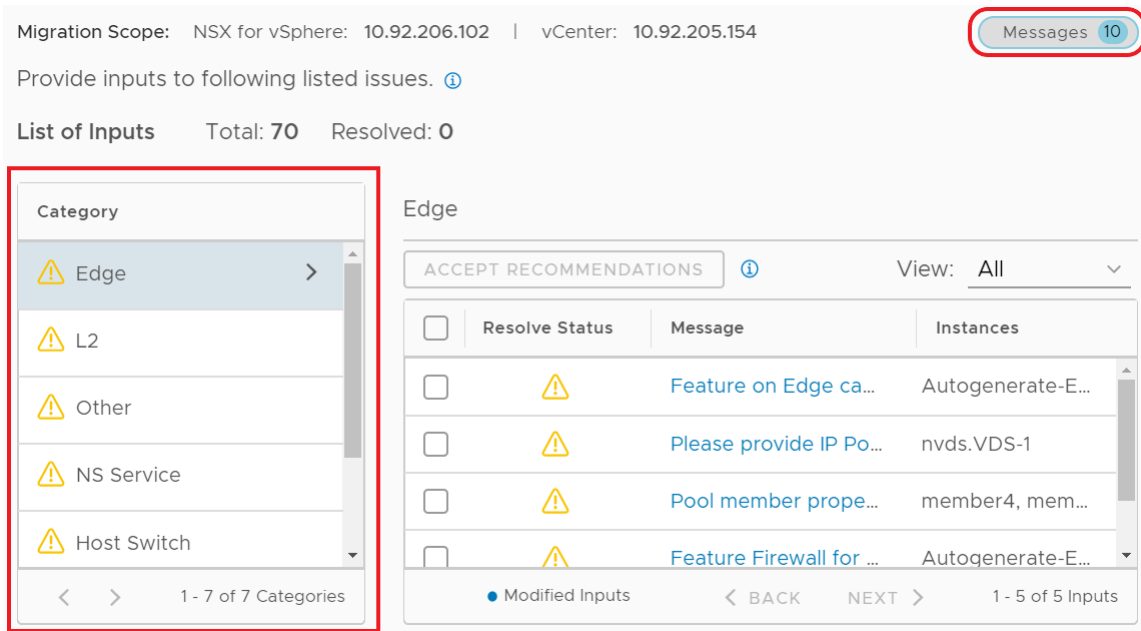 Migration Scope: NSX for vSphere: 10.92.206.102 | vCenter: 10.92.205.154
Messages 10
Provide inputs to following listed issues.
List of Inputs Total: 70 Resolved: 0
Category
Edge
L2
Other
NS Service
Host Switch
1 - 7 of 7 Categories
Edge
ACCEPT RECOMMENDATIONS
View: All
Resolve Status Message Instances
Feature on Edge ca... Autogenerate-E...
Please provide IP Po... nvds.VDS-1
Pool member prope... member4, mem...
Feature Firewall for ... Autogenerate-E...
Modified Inputs BACK NEXT 1 - 5 of 5 Inputs